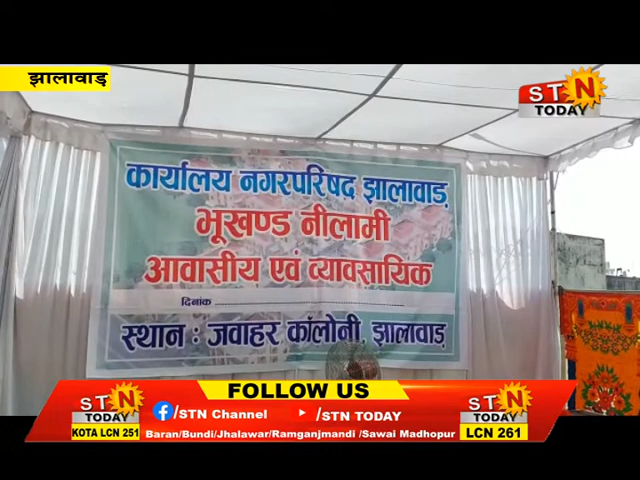 झालावाड़
STN
TODAY
कार्यालय नगरपरिषद झालावाड़
भूखण्ड नीलामी
आवासीय एवं व्यावसायिक
दिनांक
स्थान : जवाहर कॉलोनी, झालावाड़
FOLLOW US
STN
TODAY
KOTA LCN 251
/STN Channel
/STN TODAY
Baran/Bundi/Jhalawar/Ramganjmandi /Sawai Madhopur
STN
TODAY
LCN 261